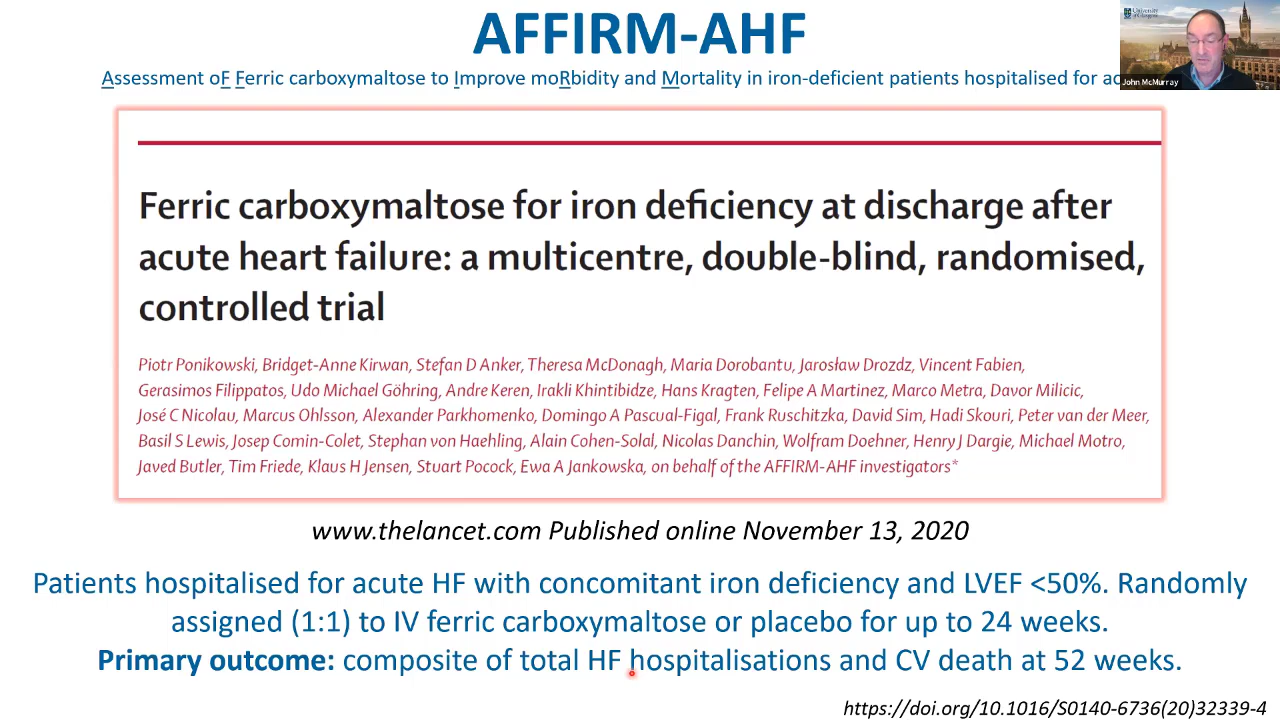 AFFIRM-AHF
Assessment oF Ferric carboxymaltose to Improve moRbidity and Mortality in iron-deficient patients hospitalised for
University
of Glasgow
John McMurray
Ferric carboxymaltose for iron deficiency at discharge after
acute heart failure: a multicentre, double-blind, randomised,
controlled trial
Piotr Ponikowski, Bridget-Anne Kirwan, Stefan D Anker, Theresa McDonagh, Maria Dorobantu, Jarosław Drozdz, Vincent Fabien,
Gerasimos Filippatos, Udo Michael Göhring, Andre Keren, Irakli Khintibidze, Hans Kragten, Felipe A Martinez, Marco Metra, Davor Milicic,
José C Nicolau, Marcus Ohlsson, Alexander Parkhomenko, Domingo A Pascual-Figal, Frank Ruschitzka, David Sim, Hadi Skouri, Peter van der Meer,
Basil S Lewis, Josep Comin-Colet, Stephan von Haehling, Alain Cohen-Solal, Nicolas Danchin, Wolfram Doehner, Henry J Dargie, Michael Motro,
Javed Butler, Tim Friede, Klaus H Jensen, Stuart Pocock, Ewa A Jankowska, on behalf of the AFFIRM-AHF investigators*
www.thelancet.com Published online November 13, 2020
Patients hospitalised for acute HF with concomitant iron deficiency and LVEF <50%. Randomly
assigned (1:1) to IV ferric carboxymaltose or placebo for up to 24 weeks.
Primary outcome: composite of total HF hospitalisations and CV death at 52 weeks.
https://doi.org/10.1016/S0140-6736(20)32339-4